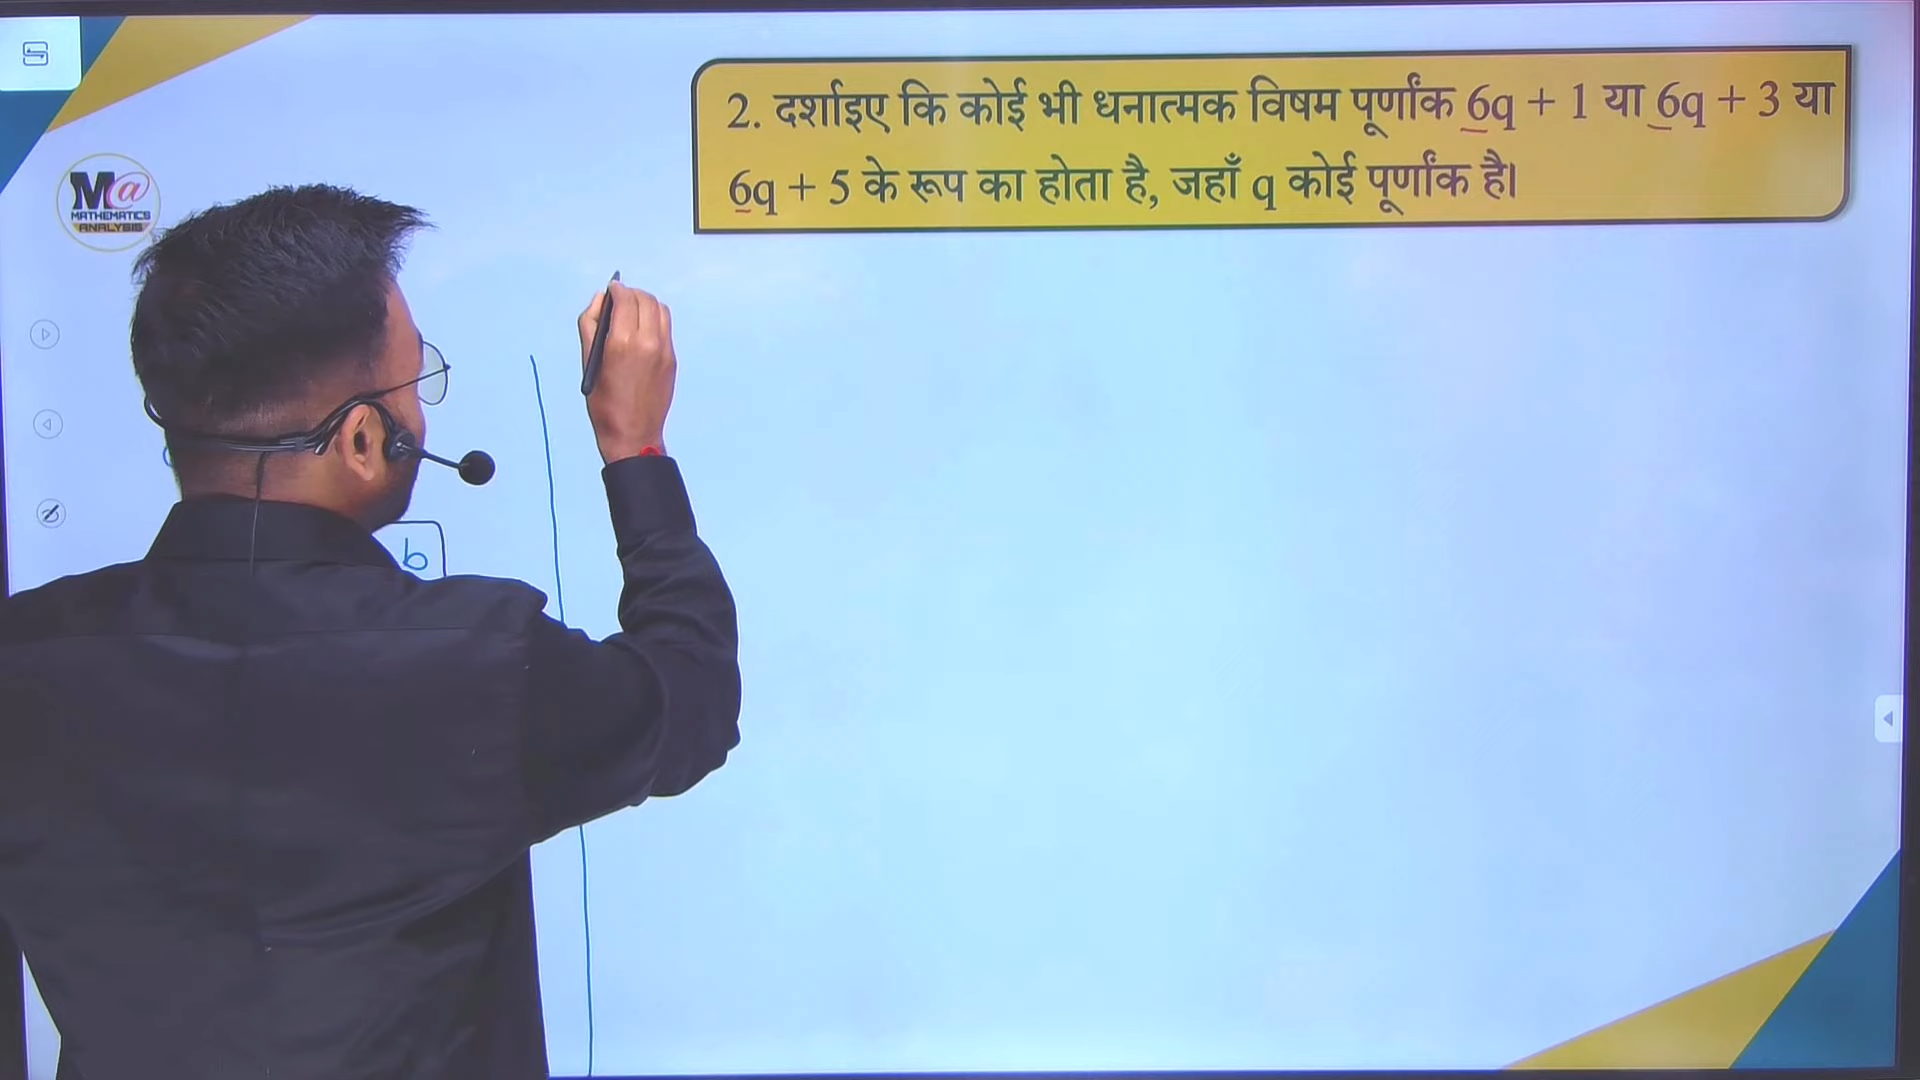 2. दर्शाइए कि कोई भी धनात्मक विषम पूर्णांक 6q + 1 या 6q + 3 या
6q + 5 के रूप का होता है, जहाँ q कोई पूर्णांक है।
M@
MATHEMATICS
ANALYSIS
b